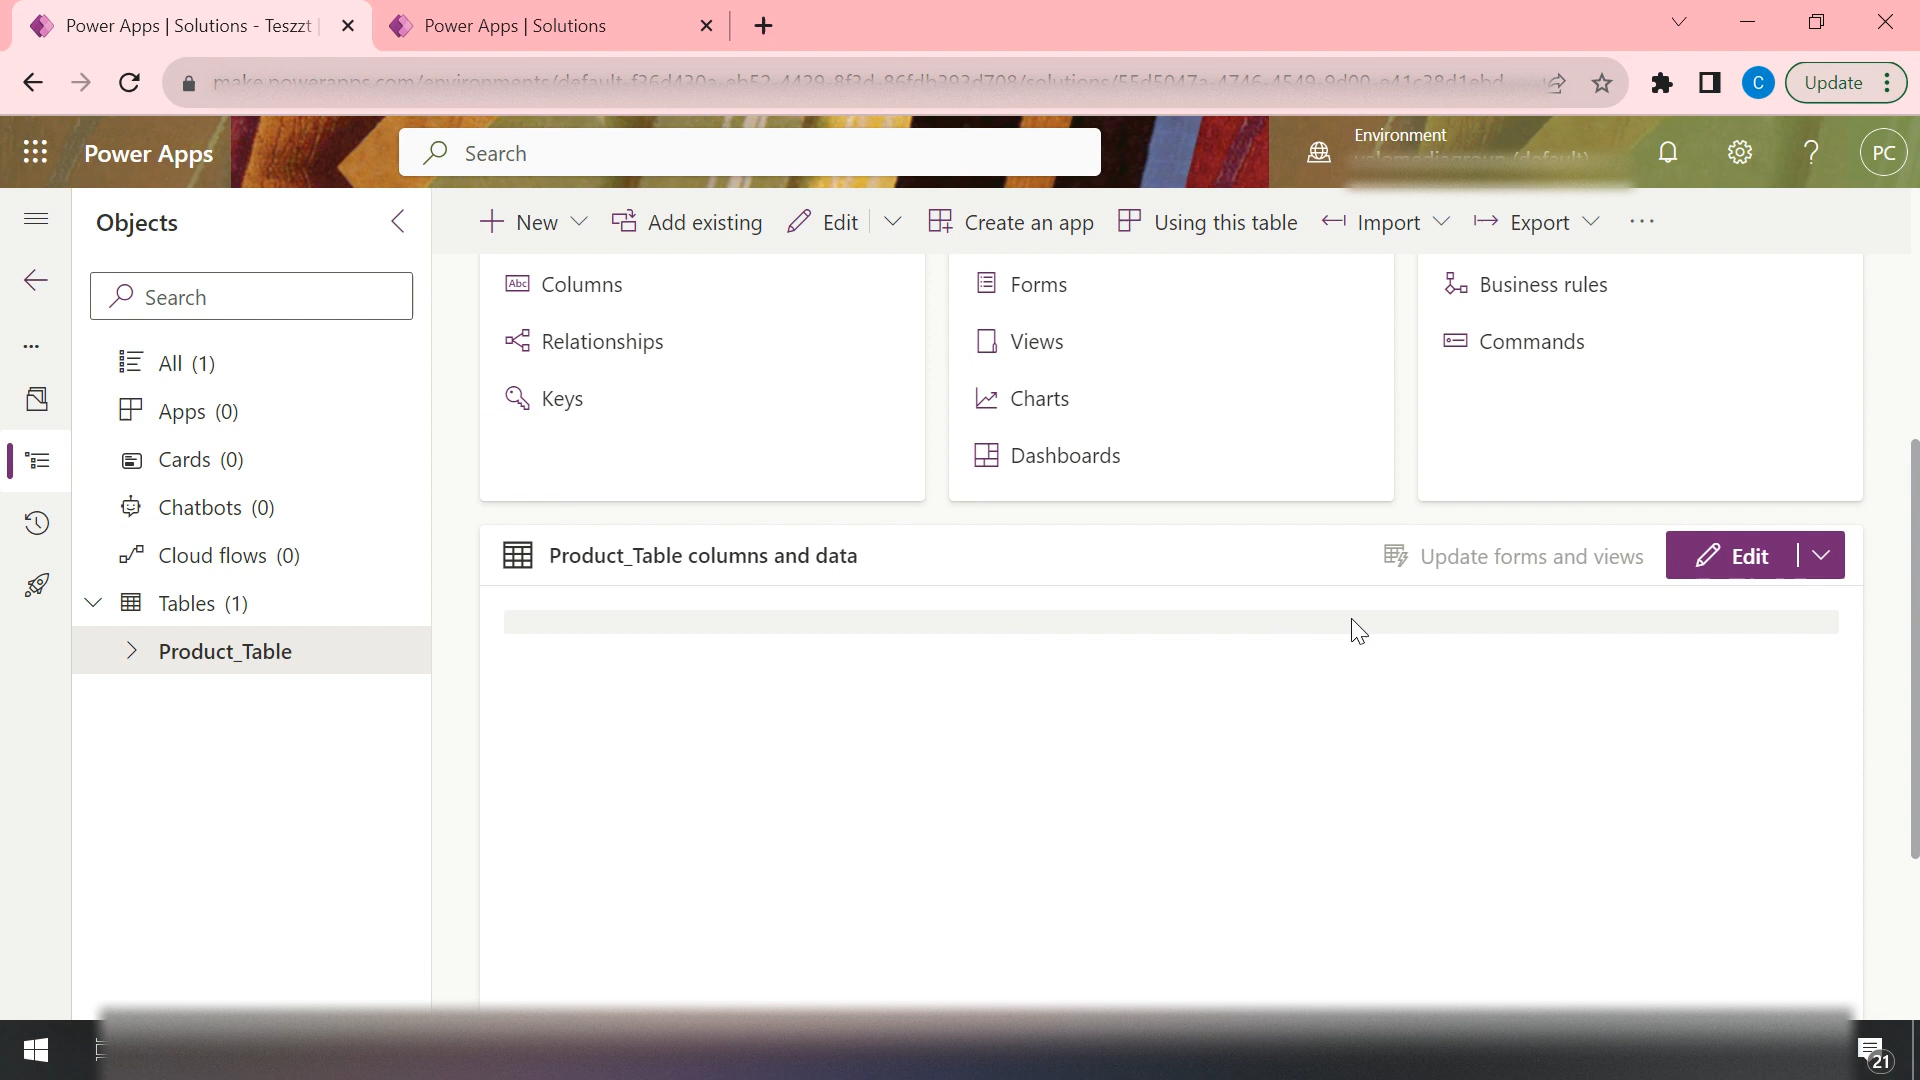 Power Apps | Solutions - Teszzt |
Power Apps | Solutions
C
Update
Power Apps
Search
Environment
?
PC
Objects
New
Add existing
Edit
Create an app
Using this table
Import
Export
...
Search
...
All (1)
Apps (0)
Cards (0)
Chatbots (0)
Cloud flows (0)
Tables (1)
Product_Table
Abc Columns
Relationships
Keys
Forms
Views
Charts
Dashboards
Business rules
Commands
Product_Table columns and data
Update forms and views
Edit
21